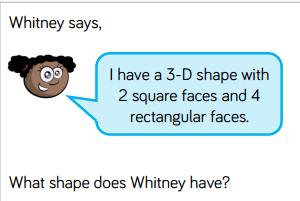 Whitney says,
I have a 3-D shape with
2 square faces and 4
rectangular faces.
What shape does Whitney have?